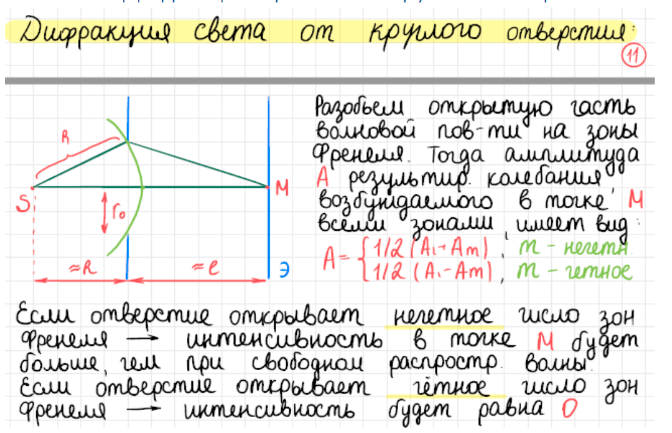 Дифракция света от круглого отверстия:
11
Разобьем открытую часть
волновой пов-ти на зоны
Френеля. Тогда амплитуда
A результир. колебания,
возбуждаемого в точке M
всеми зонами, имеет вид:
A = { 1/2 (A₁ + Am), m - нечетн.
1/2 (A₁ - Am), m - четное
R
S
r₀
M
≈R
≈l
Э
Если отверстие открывает нечетное число зон
Френеля → интенсивность в точке M будет
больше, чем при свободном распростр. волны.
Если отверстие открывает чётное число зон
Френеля → интенсивность будет равна 0